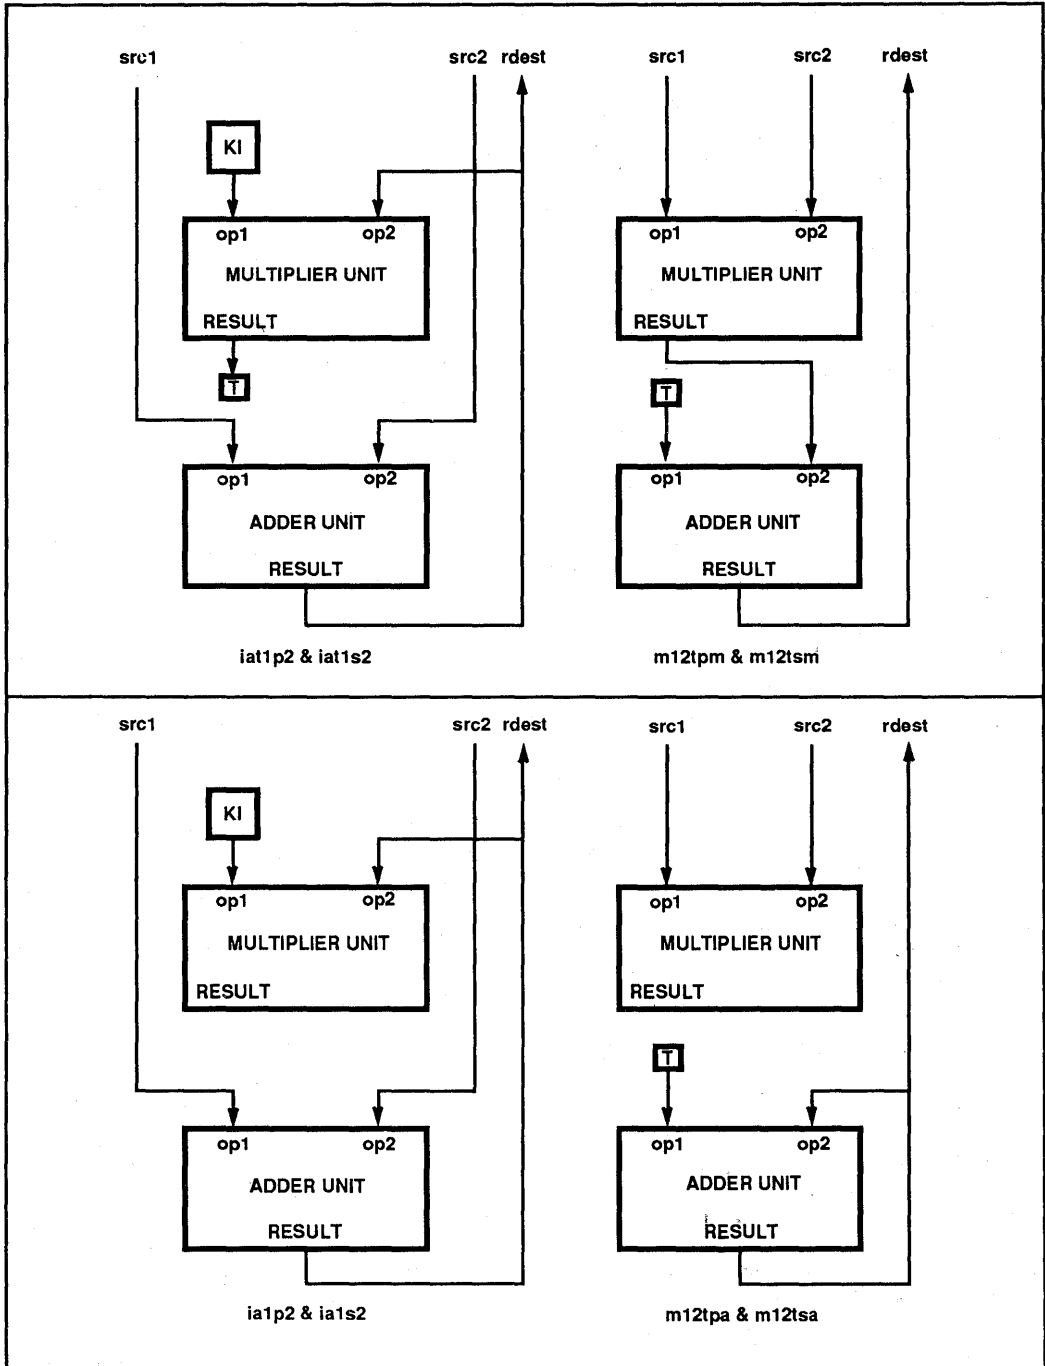 src1 src2 rdest src1 src2 rdest
KI
op1 op2 op1 op2
MULTIPLIER UNIT MULTIPLIER UNIT
RESULT RESULT
T T
op1 op2 op1 op2
ADDER UNIT ADDER UNIT
RESULT RESULT
iat1p2 & iat1s2 m12tpm & m12tsm
src1 src2 rdest src1 src2 rdest
KI
op1 op2 op1 op2
MULTIPLIER UNIT MULTIPLIER UNIT
RESULT RESULT
T
op1 op2 op1 op2
ADDER UNIT ADDER UNIT
RESULT RESULT
ia1p2 & ia1s2 m12tpa & m12tsa